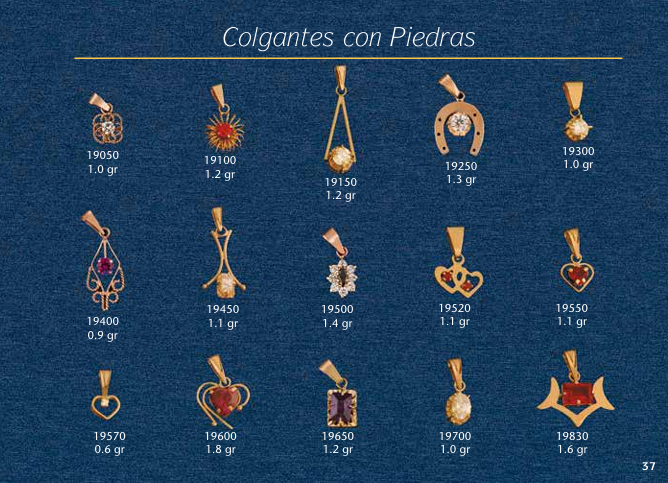 Colgantes con Piedras
19050
1.0 gr
19100
1.2 gr
19150
1.2 gr
19250
1.3 gr
19300
1.0 gr
19400
0.9 gr
19450
1.1 gr
19500
1.4 gr
19520
1.1 gr
19550
1.1 gr
19570
0.6 gr
19600
1.8 gr
19650
1.2 gr
19700
1.0 gr
19830
1.6 gr
37